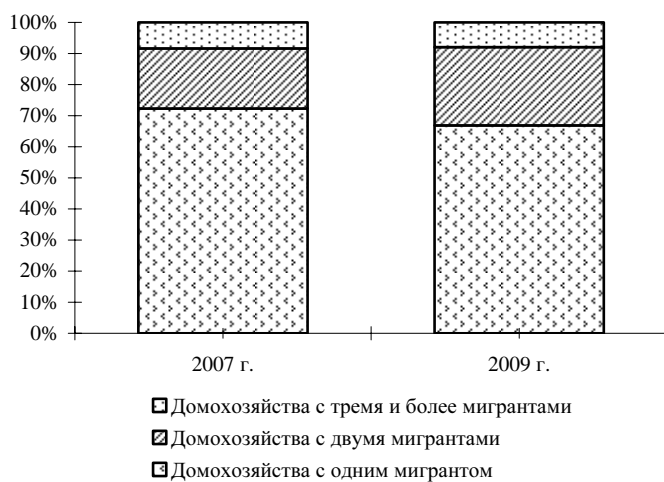 100%
90%
80%
70%
60%
50%
40%
30%
20%
10%
0%
2007 г. 2009 г.
Домохозяйства с тремя и более мигрантами
Домохозяйства с двумя мигрантами
Домохозяйства с одним мигрантом